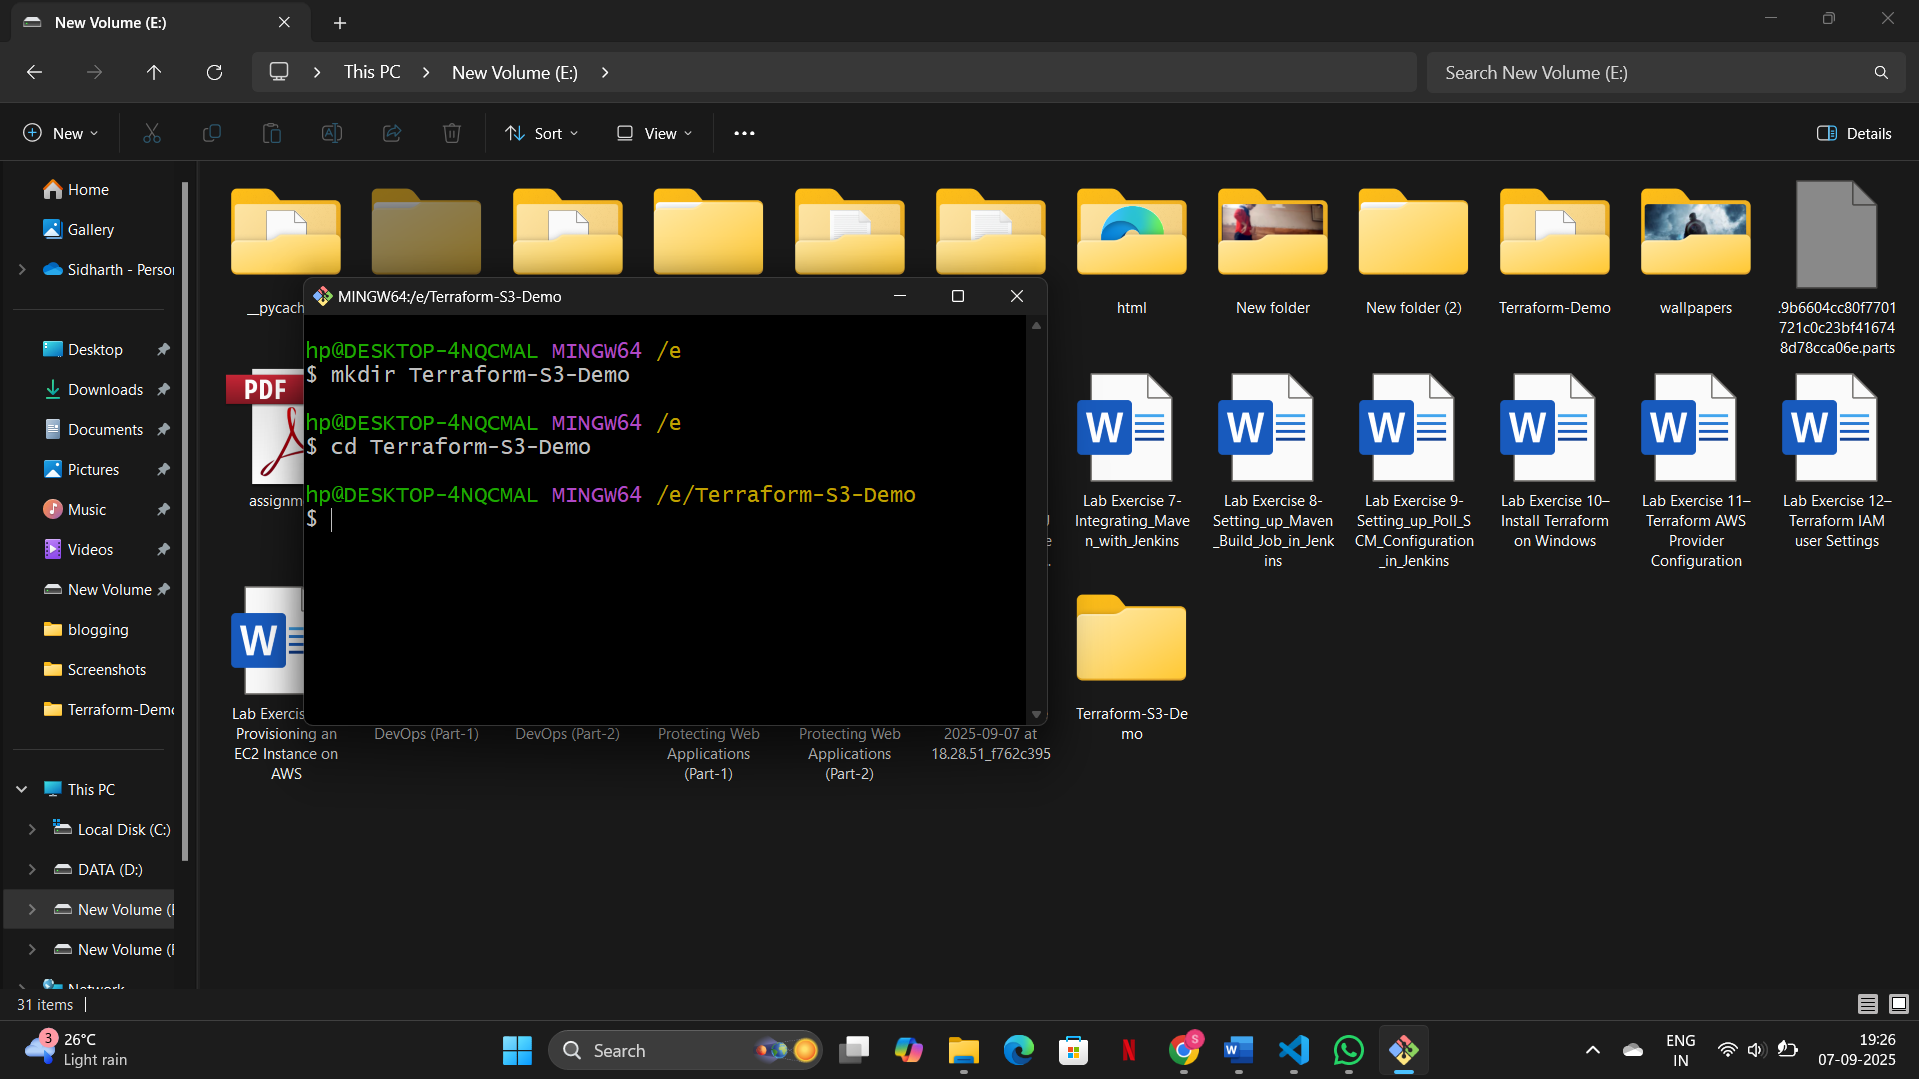 New Volume (E:)
This PC
New Volume (E:)
Search New Volume (E:)
New
Sort
View
Details
Home
Gallery
Sidharth - Person
Desktop
Downloads
Documents
Pictures
Music
Videos
New Volume
blogging
Screenshots
Terraform-Demo
This PC
Local Disk (C:)
DATA (D:)
New Volume (
New Volume (
Network
__pycach
html
New folder
New folder (2)
Terraform-Demo
wallpapers
.9b6604cc80f7701
721c0c23bf41674
8d78cca06e.parts
MINGW64:/e/Terraform-S3-Demo
hp@DESKTOP-4NQCMAL MINGW64 /e
$ mkdir Terraform-S3-Demo
hp@DESKTOP-4NQCMAL MINGW64 /e
$ cd Terraform-S3-Demo
hp@DESKTOP-4NQCMAL MINGW64 /e/Terraform-S3-Demo
$
PDF
assignm
Lab Exercise 7-
Integrating_Mave
n_with_Jenkins
Lab Exercise 8-
Setting_up_Maven
_Build_Job_in_Jenk
ins
Lab Exercise 9-
Setting_up_Poll_S
CM_Configuration
_in_Jenkins
Lab Exercise 10–
Install Terraform
on Windows
Lab Exercise 11–
Terraform AWS
Provider
Configuration
Lab Exercise 12–
Terraform IAM
user Settings
Lab Exercis
Provisioning an
EC2 Instance on
AWS
DevOps (Part-1)
DevOps (Part-2)
Protecting Web
Applications
(Part-1)
Protecting Web
Applications
(Part-2)
2025-09-07 at
18.28.51_f762c395
Terraform-S3-De
mo
31 items
3
26°C
Light rain
Search
S
ENG
IN
19:26
07-09-2025